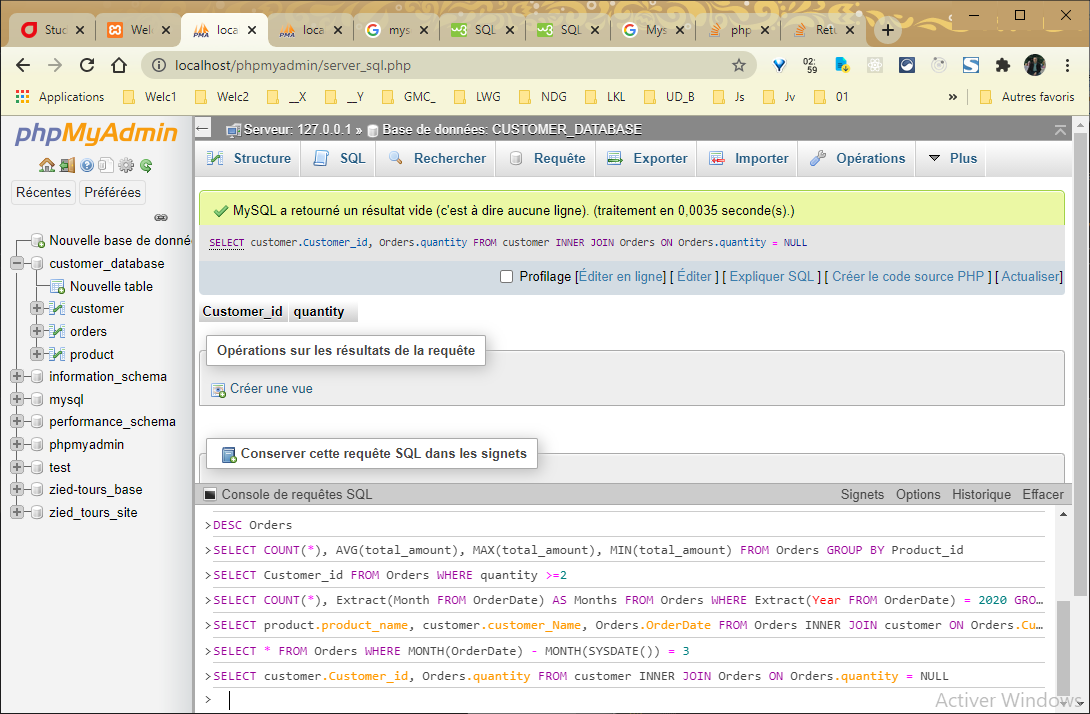 Stuc
Wel
loca
loca
mys
SQL
SQL
Mys
php
Retu
localhost/phpmyadmin/server_sql.php
02:
59
Applications
Welc1
Welc2
__X
__Y
GMC_
LWG
NDG
LKL
UD_B
Js
Jv
01
»
Autres favoris
phpMyAdmin
Récentes
Préférées
Nouvelle base de donné
customer_database
Nouvelle table
customer
orders
product
information_schema
mysql
performance_schema
phpmyadmin
test
zied-tours_base
zied_tours_site
Serveur: 127.0.0.1 » Base de données: CUSTOMER_DATABASE
Structure
SQL
Rechercher
Requête
Exporter
Importer
Opérations
Plus
MySQL a retourné un résultat vide (c'est à dire aucune ligne). (traitement en 0,0035 seconde(s).)
SELECT customer.Customer_id, Orders.quantity FROM customer INNER JOIN Orders ON Orders.quantity = NULL
Profilage [Éditer en ligne] [ Éditer ] [ Expliquer SQL ] [ Créer le code source PHP ] [ Actualiser]
Customer_id quantity
Opérations sur les résultats de la requête
Créer une vue
Conserver cette requête SQL dans les signets
Console de requêtes SQL
Signets Options Historique Effacer
>DESC Orders
>SELECT COUNT(*), AVG(total_amount), MAX(total_amount), MIN(total_amount) FROM Orders GROUP BY Product_id
>SELECT Customer_id FROM Orders WHERE quantity >=2
>SELECT COUNT(*), Extract(Month FROM OrderDate) AS Months FROM Orders WHERE Extract(Year FROM OrderDate) = 2020 GRO…
>SELECT product.product_name, customer.customer_Name, Orders.OrderDate FROM Orders INNER JOIN customer ON Orders.Cu…
>SELECT * FROM Orders WHERE MONTH(OrderDate) - MONTH(SYSDATE()) = 3
>SELECT customer.Customer_id, Orders.quantity FROM customer INNER JOIN Orders ON Orders.quantity = NULL
>
Activer Windows